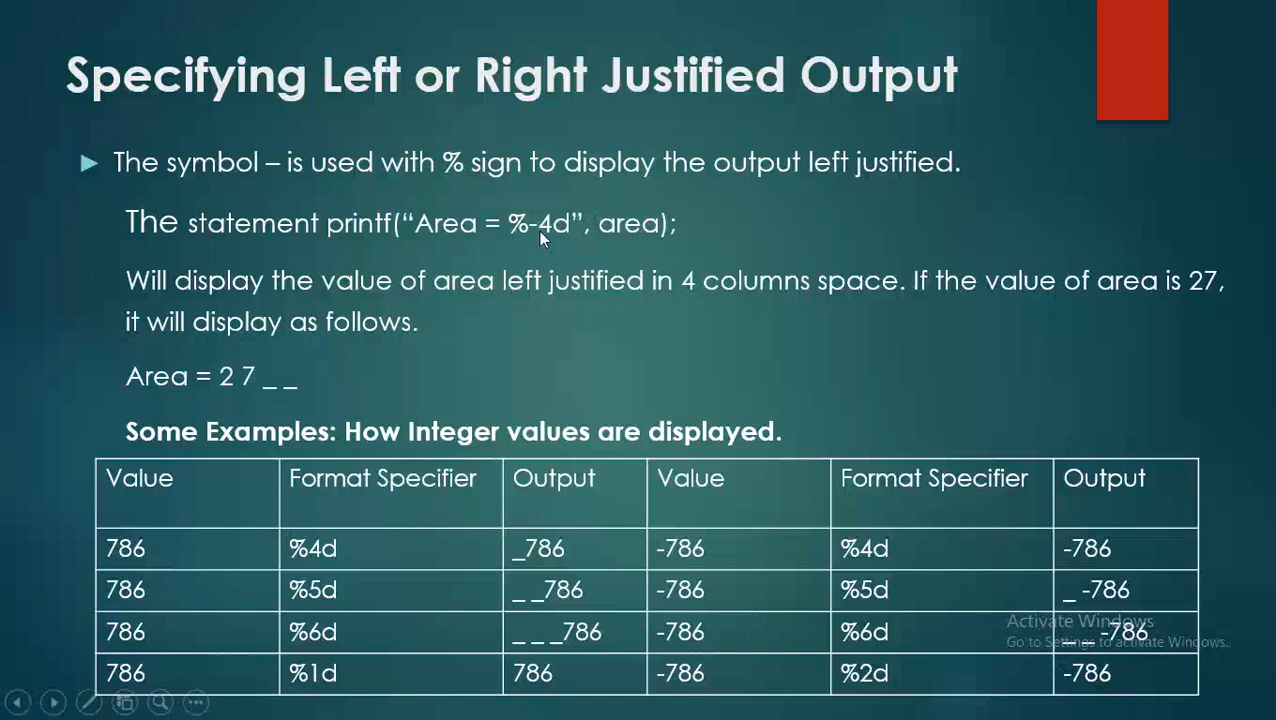 Specifying Left or Right Justified Output
The symbol – is used with % sign to display the output left justified.
The statement printf(“Area = %-4d”, area);
Will display the value of area left justified in 4 columns space. If the value of area is 27,
it will display as follows.
Area = 2 7 _ _
Some Examples: How Integer values are displayed.
Value Format Specifier Output Value Format Specifier Output
786 %4d _786 -786 %4d -786
786 %5d _ _786 -786 %5d _ -786
786 %6d _ _ _786 -786 %6d _ _ -786
786 %1d 786 -786 %2d -786
Activate Windows
Go to Settings to activate Windows.